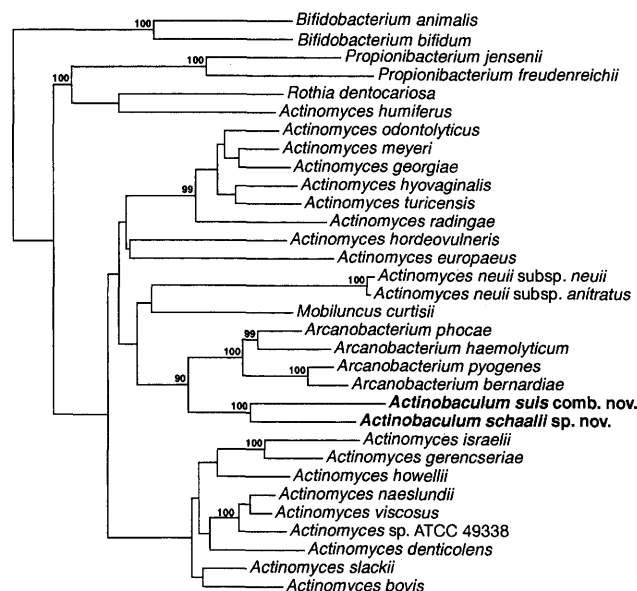 100
Bifidobacterium animalis
Bifidobacterium bifidum
Propionibacterium jensenii
100
100
Propionibacterium freudenreichii
Rothia dentocariosa
Actinomyces humiferus
Actinomyces odontolyticus
Actinomyces meyeri
Actinomyces georgiae
99
Actinomyces hyovaginalis
Actinomyces turicensis
Actinomyces radingae
Actinomyces hordeovulneris
Actinomyces europaeus
Actinomyces neuii subsp. neuii
100
Actinomyces neuii subsp. anitratus
Mobiluncus curtisii
Arcanobacterium phocae
99
Arcanobacterium haemolyticum
100
Arcanobacterium pyogenes
100
Arcanobacterium bernardiae
90
Actinobaculum suis comb. nov.
100
Actinobaculum schaalii sp. nov.
Actinomyces israelii
100
Actinomyces gerencseriae
Actinomyces howellii
Actinomyces naeslundii
Actinomyces viscosus
100
Actinomyces sp. ATCC 49338
Actinomyces denticolens
Actinomyces slackii
Actinomyces bovis